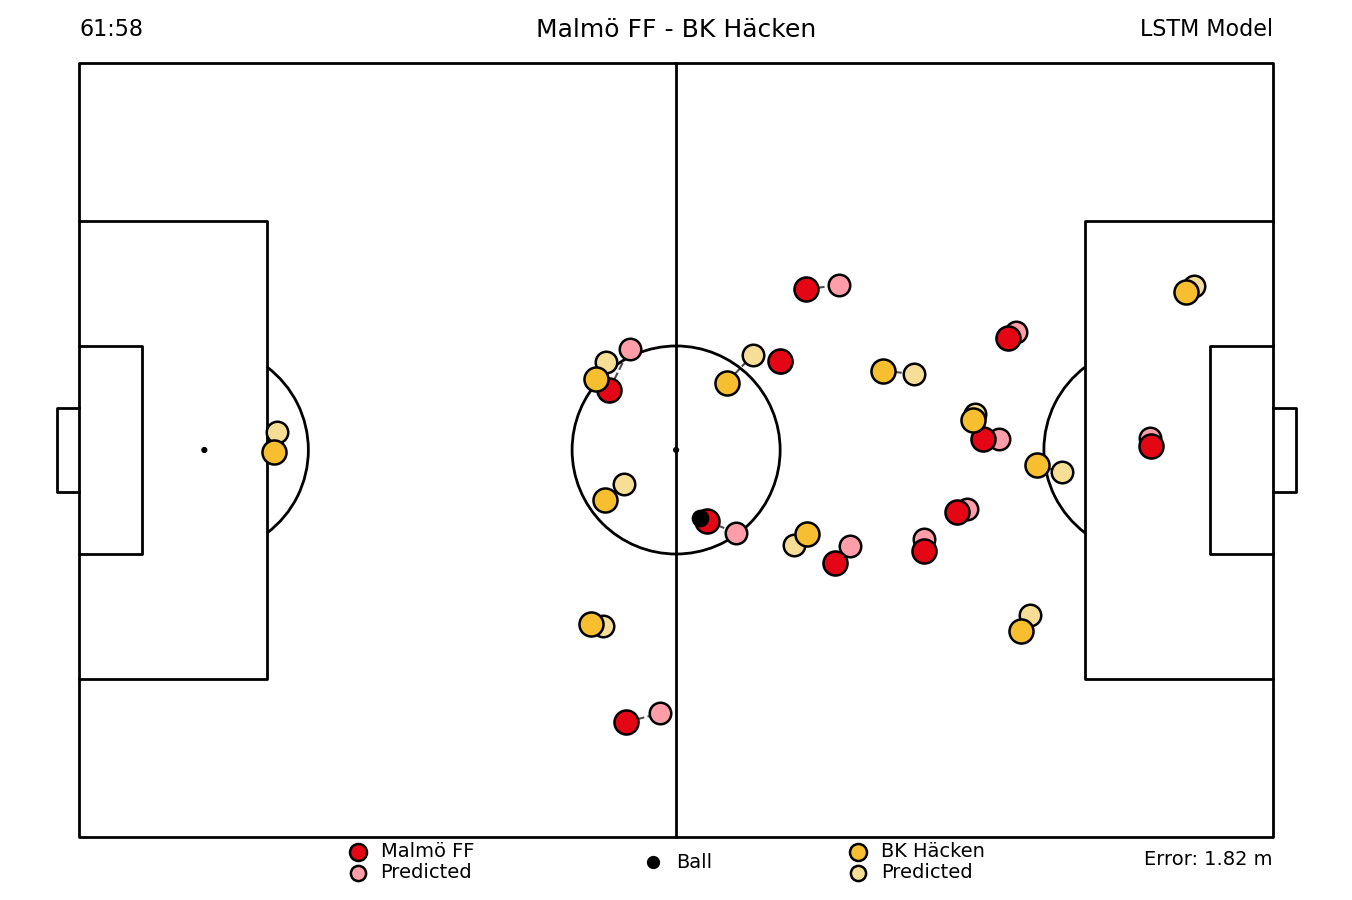 61:58
Malmö FF - BK Häcken
LSTM Model
Malmö FF
Predicted
Ball
BK Häcken
Predicted
Error: 1.82 m